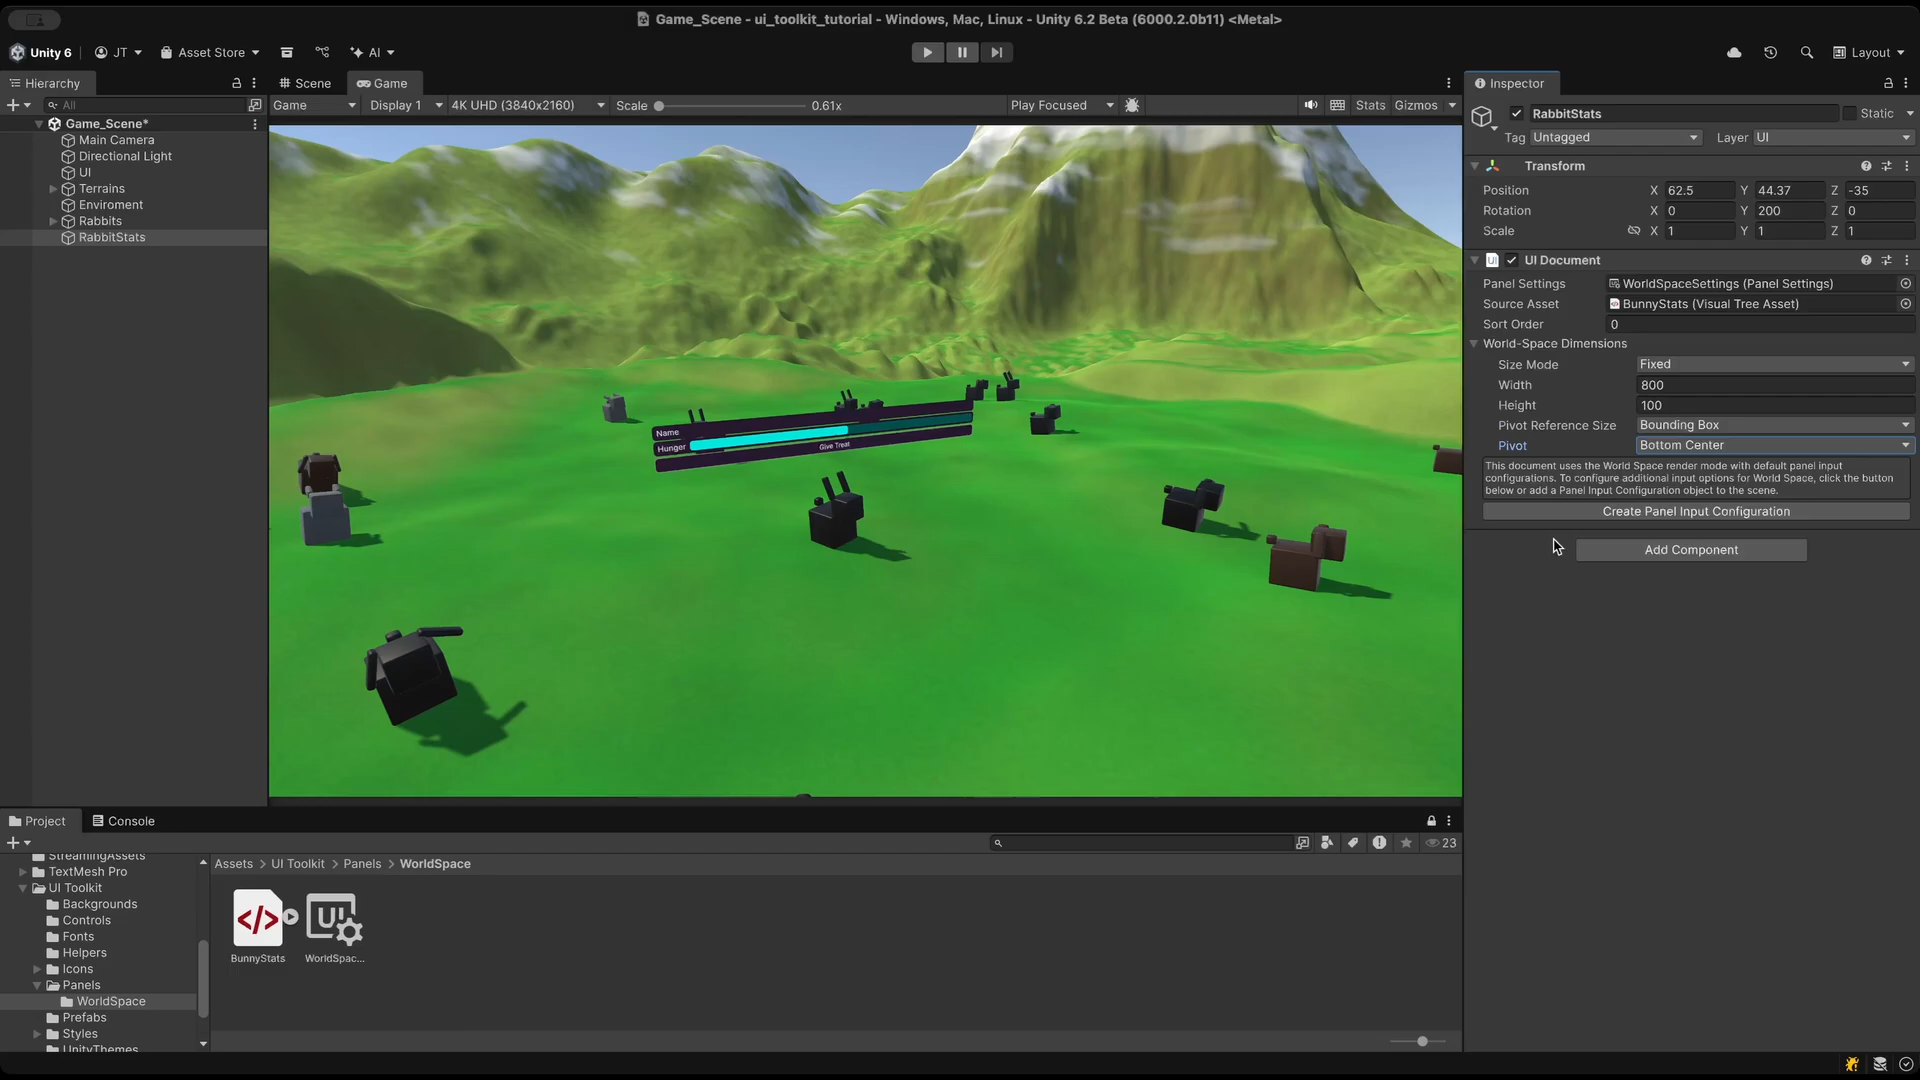 Game_Scene - ui_toolkit_tutorial - Windows, Mac, Linux - Unity 6.2 Beta (6000.2.0b11) <Metal>
Unity 6 JT Asset Store AI Layout
Hierarchy
All
Game_Scene*
Main Camera
Directional Light
UI
Terrains
Enviroment
Rabbits
RabbitStats
Scene Game
Game Display 1 4K UHD (3840x2160) Scale 0.61x Play Focused Stats Gizmos
Name
Hunger
Give Treat
Inspector
RabbitStats Static
Tag Untagged Layer UI
Transform
Position X 62.5 Y 44.37 Z -35
Rotation X 0 Y 200 Z 0
Scale X 1 Y 1 Z 1
UI Document
Panel Settings WorldSpaceSettings (Panel Settings)
Source Asset BunnyStats (Visual Tree Asset)
Sort Order 0
World-Space Dimensions
Size Mode Fixed
Width 800
Height 100
Pivot Reference Size Bounding Box
Pivot Bottom Center
This document uses the World Space render mode with default panel input
configurations. To configure additional input options for World Space, click the button
below or add a Panel Input Configuration object to the scene.
Create Panel Input Configuration
Add Component
Project Console
23
StreamingAssets
TextMesh Pro
UI Toolkit
Backgrounds
Controls
Fonts
Helpers
Icons
Panels
WorldSpace
Prefabs
Styles
UnityThemes
Assets > UI Toolkit > Panels > WorldSpace
BunnyStats WorldSpac...